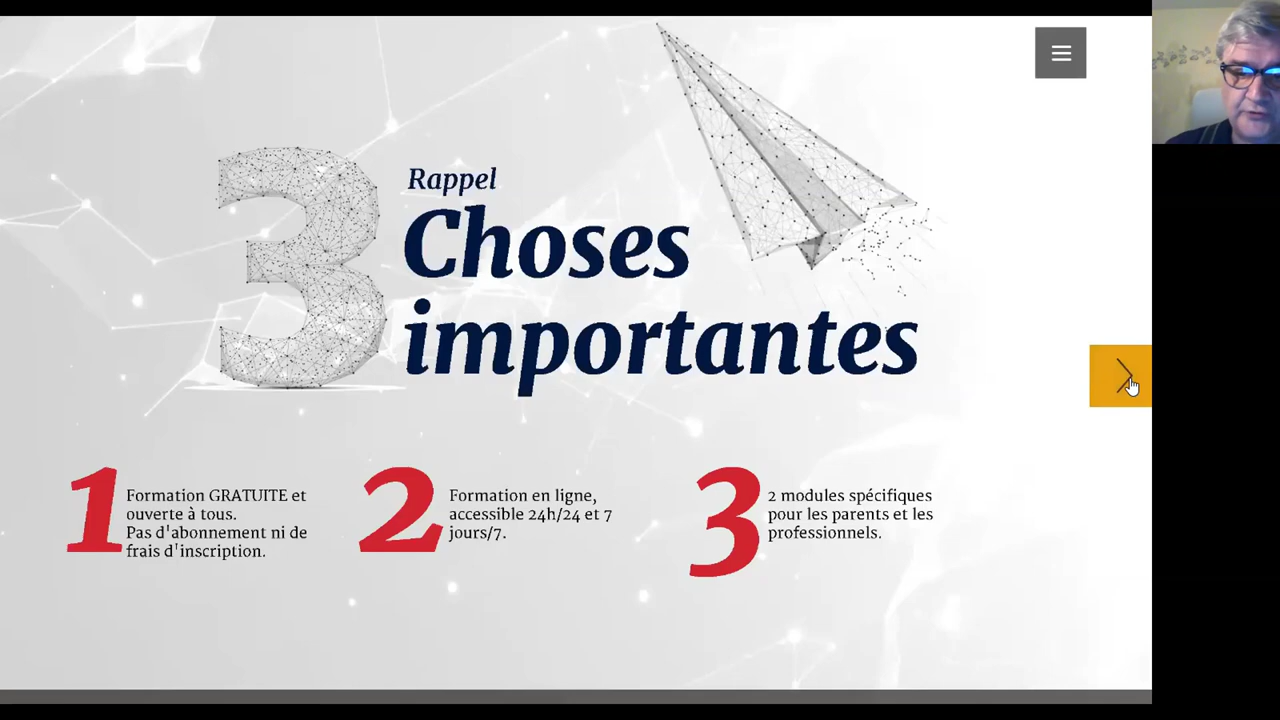 3
Rappel
Choses
importantes
1
Formation GRATUITE et
ouverte à tous.
Pas d'abonnement ni de
frais d'inscription.
2
Formation en ligne,
accessible 24h/24 et 7
jours/7.
3
2 modules spécifiques
pour les parents et les
professionnels.